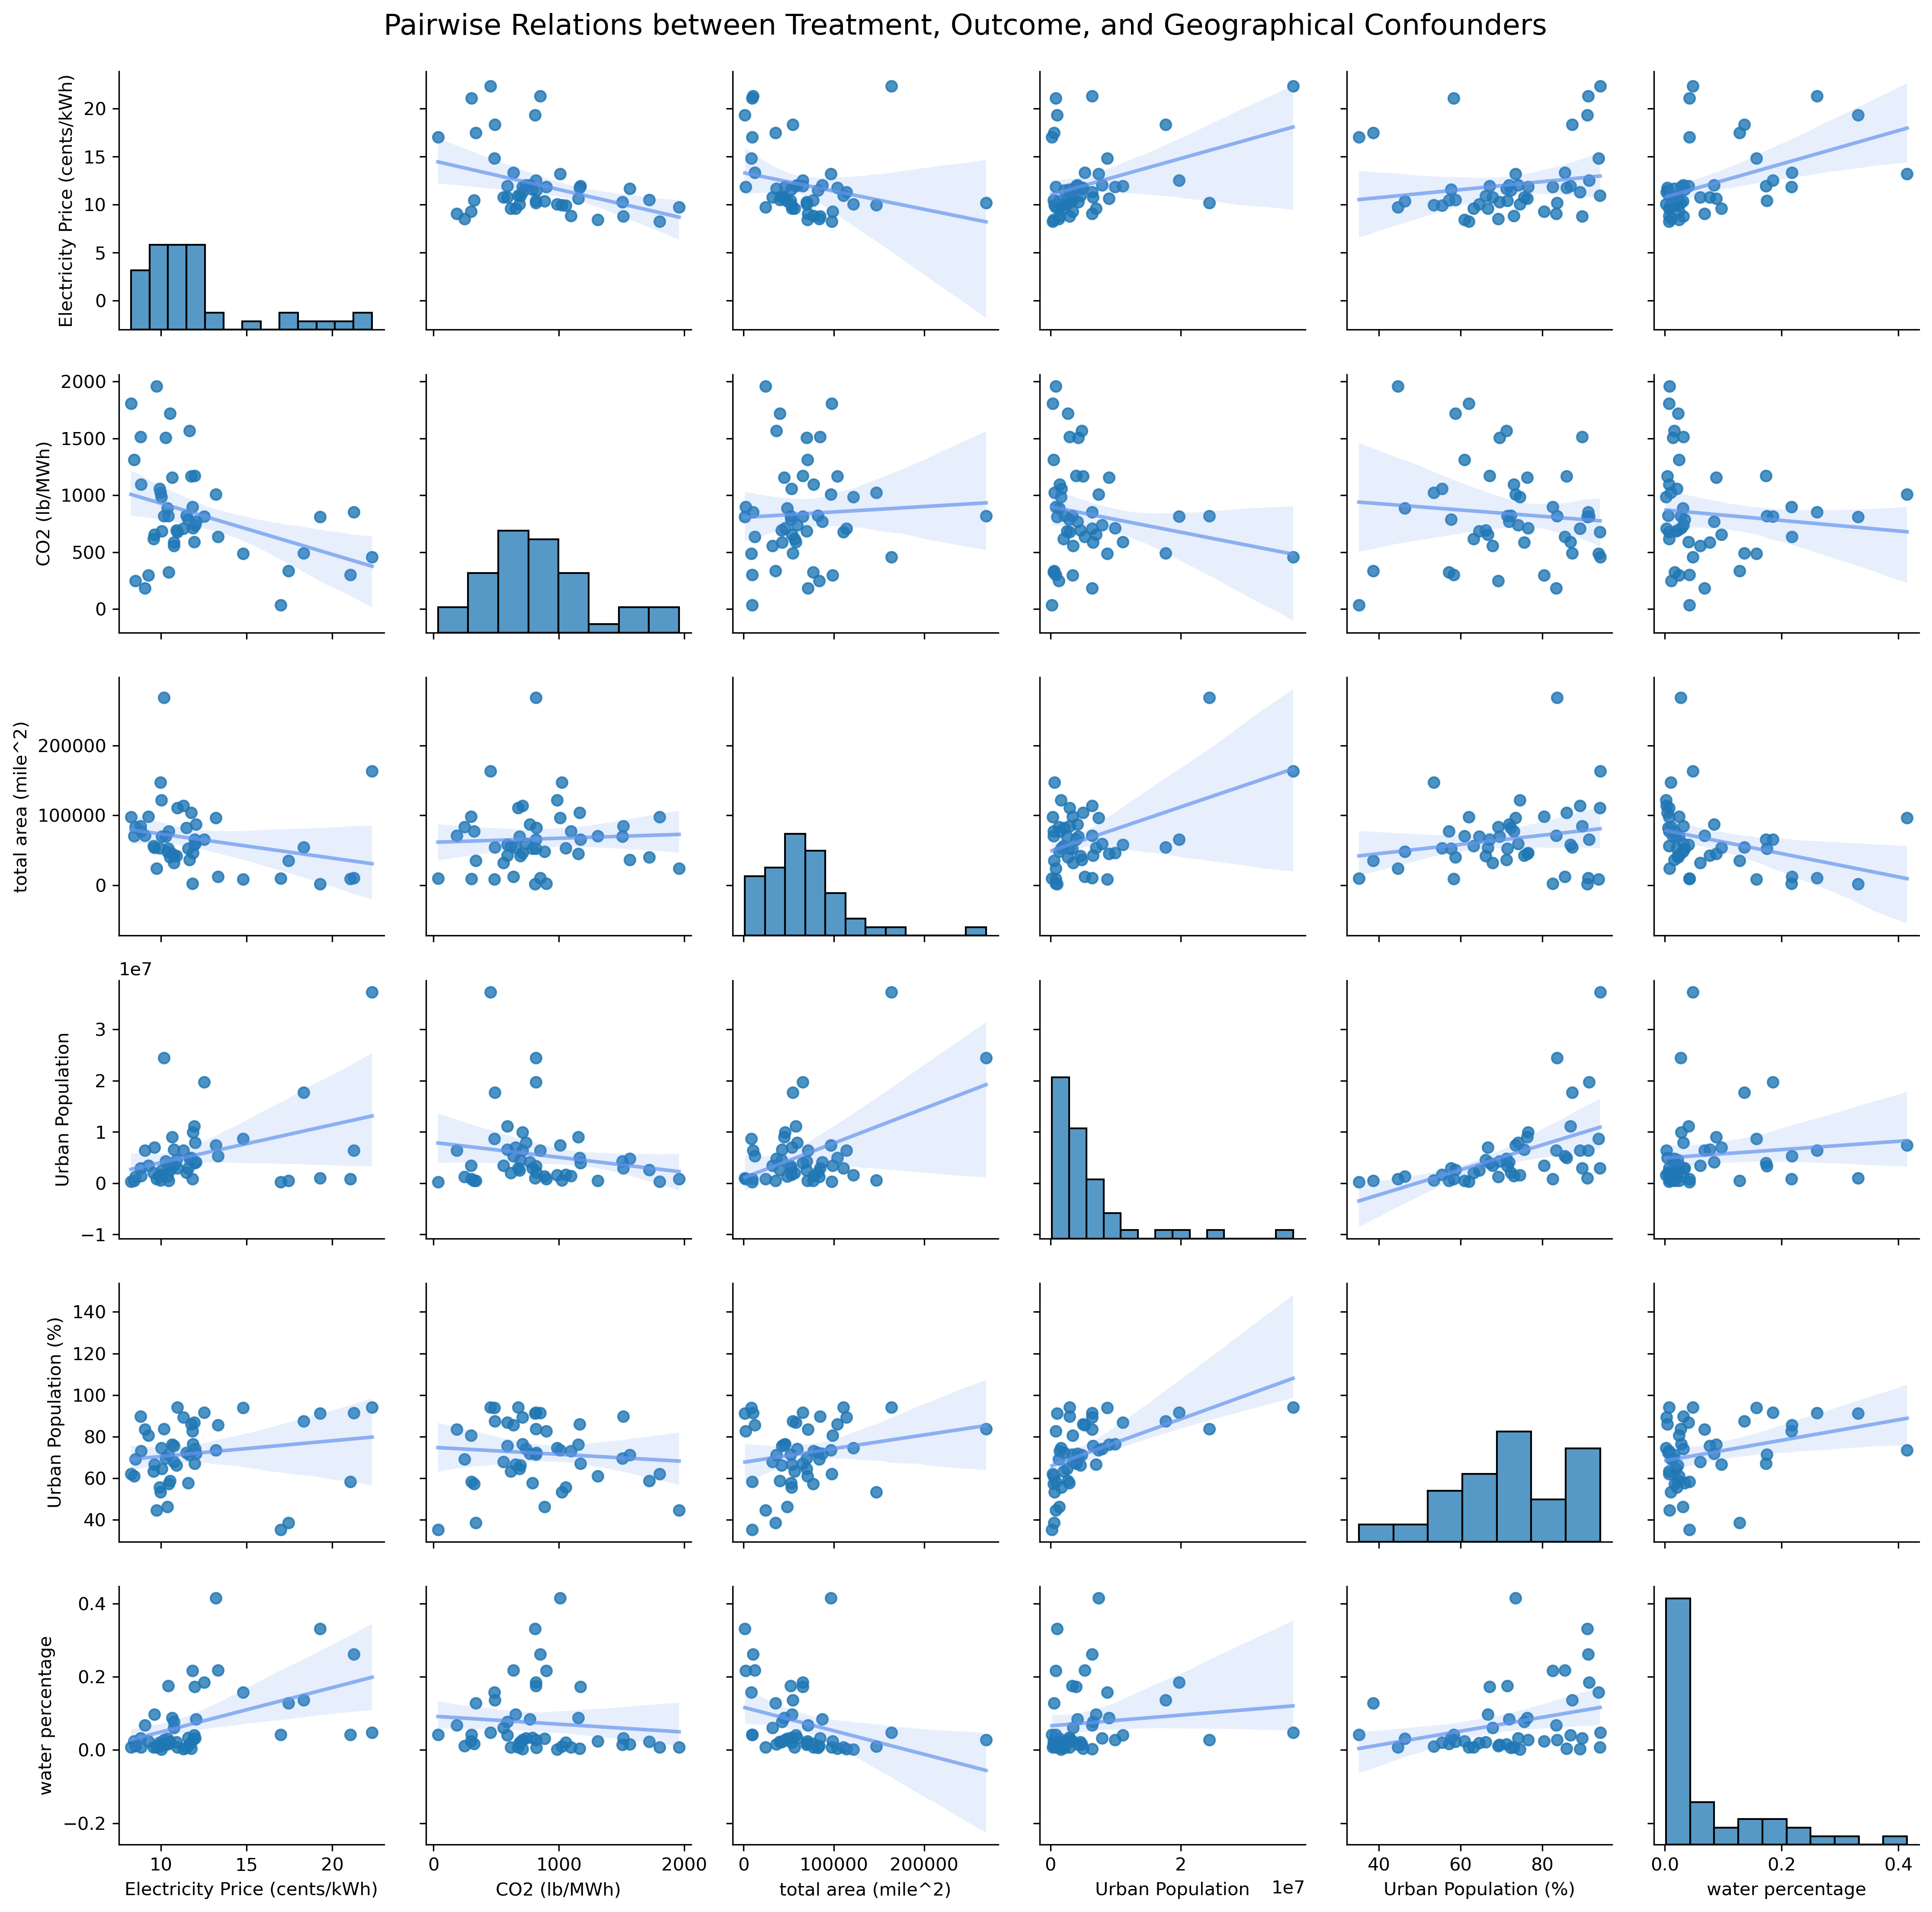 Pairwise Relations between Treatment, Outcome, and Geographical Confounders
Electricity Price (cents/kWh)
20
15
10
5
0
CO2 (lb/MWh)
2000
1500
1000
500
0
total area (mile^2)
200000
100000
0
1e7
Urban Population
3
2
1
0
−1
Urban Population (%)
140
120
100
80
60
40
water percentage
0.4
0.2
0.0
−0.2
10 15 20
0 1000 2000
0 100000 200000
0 2
40 60 80
0.0 0.2 0.4
Electricity Price (cents/kWh)
CO2 (lb/MWh)
total area (mile^2)
Urban Population
1e7
Urban Population (%)
water percentage